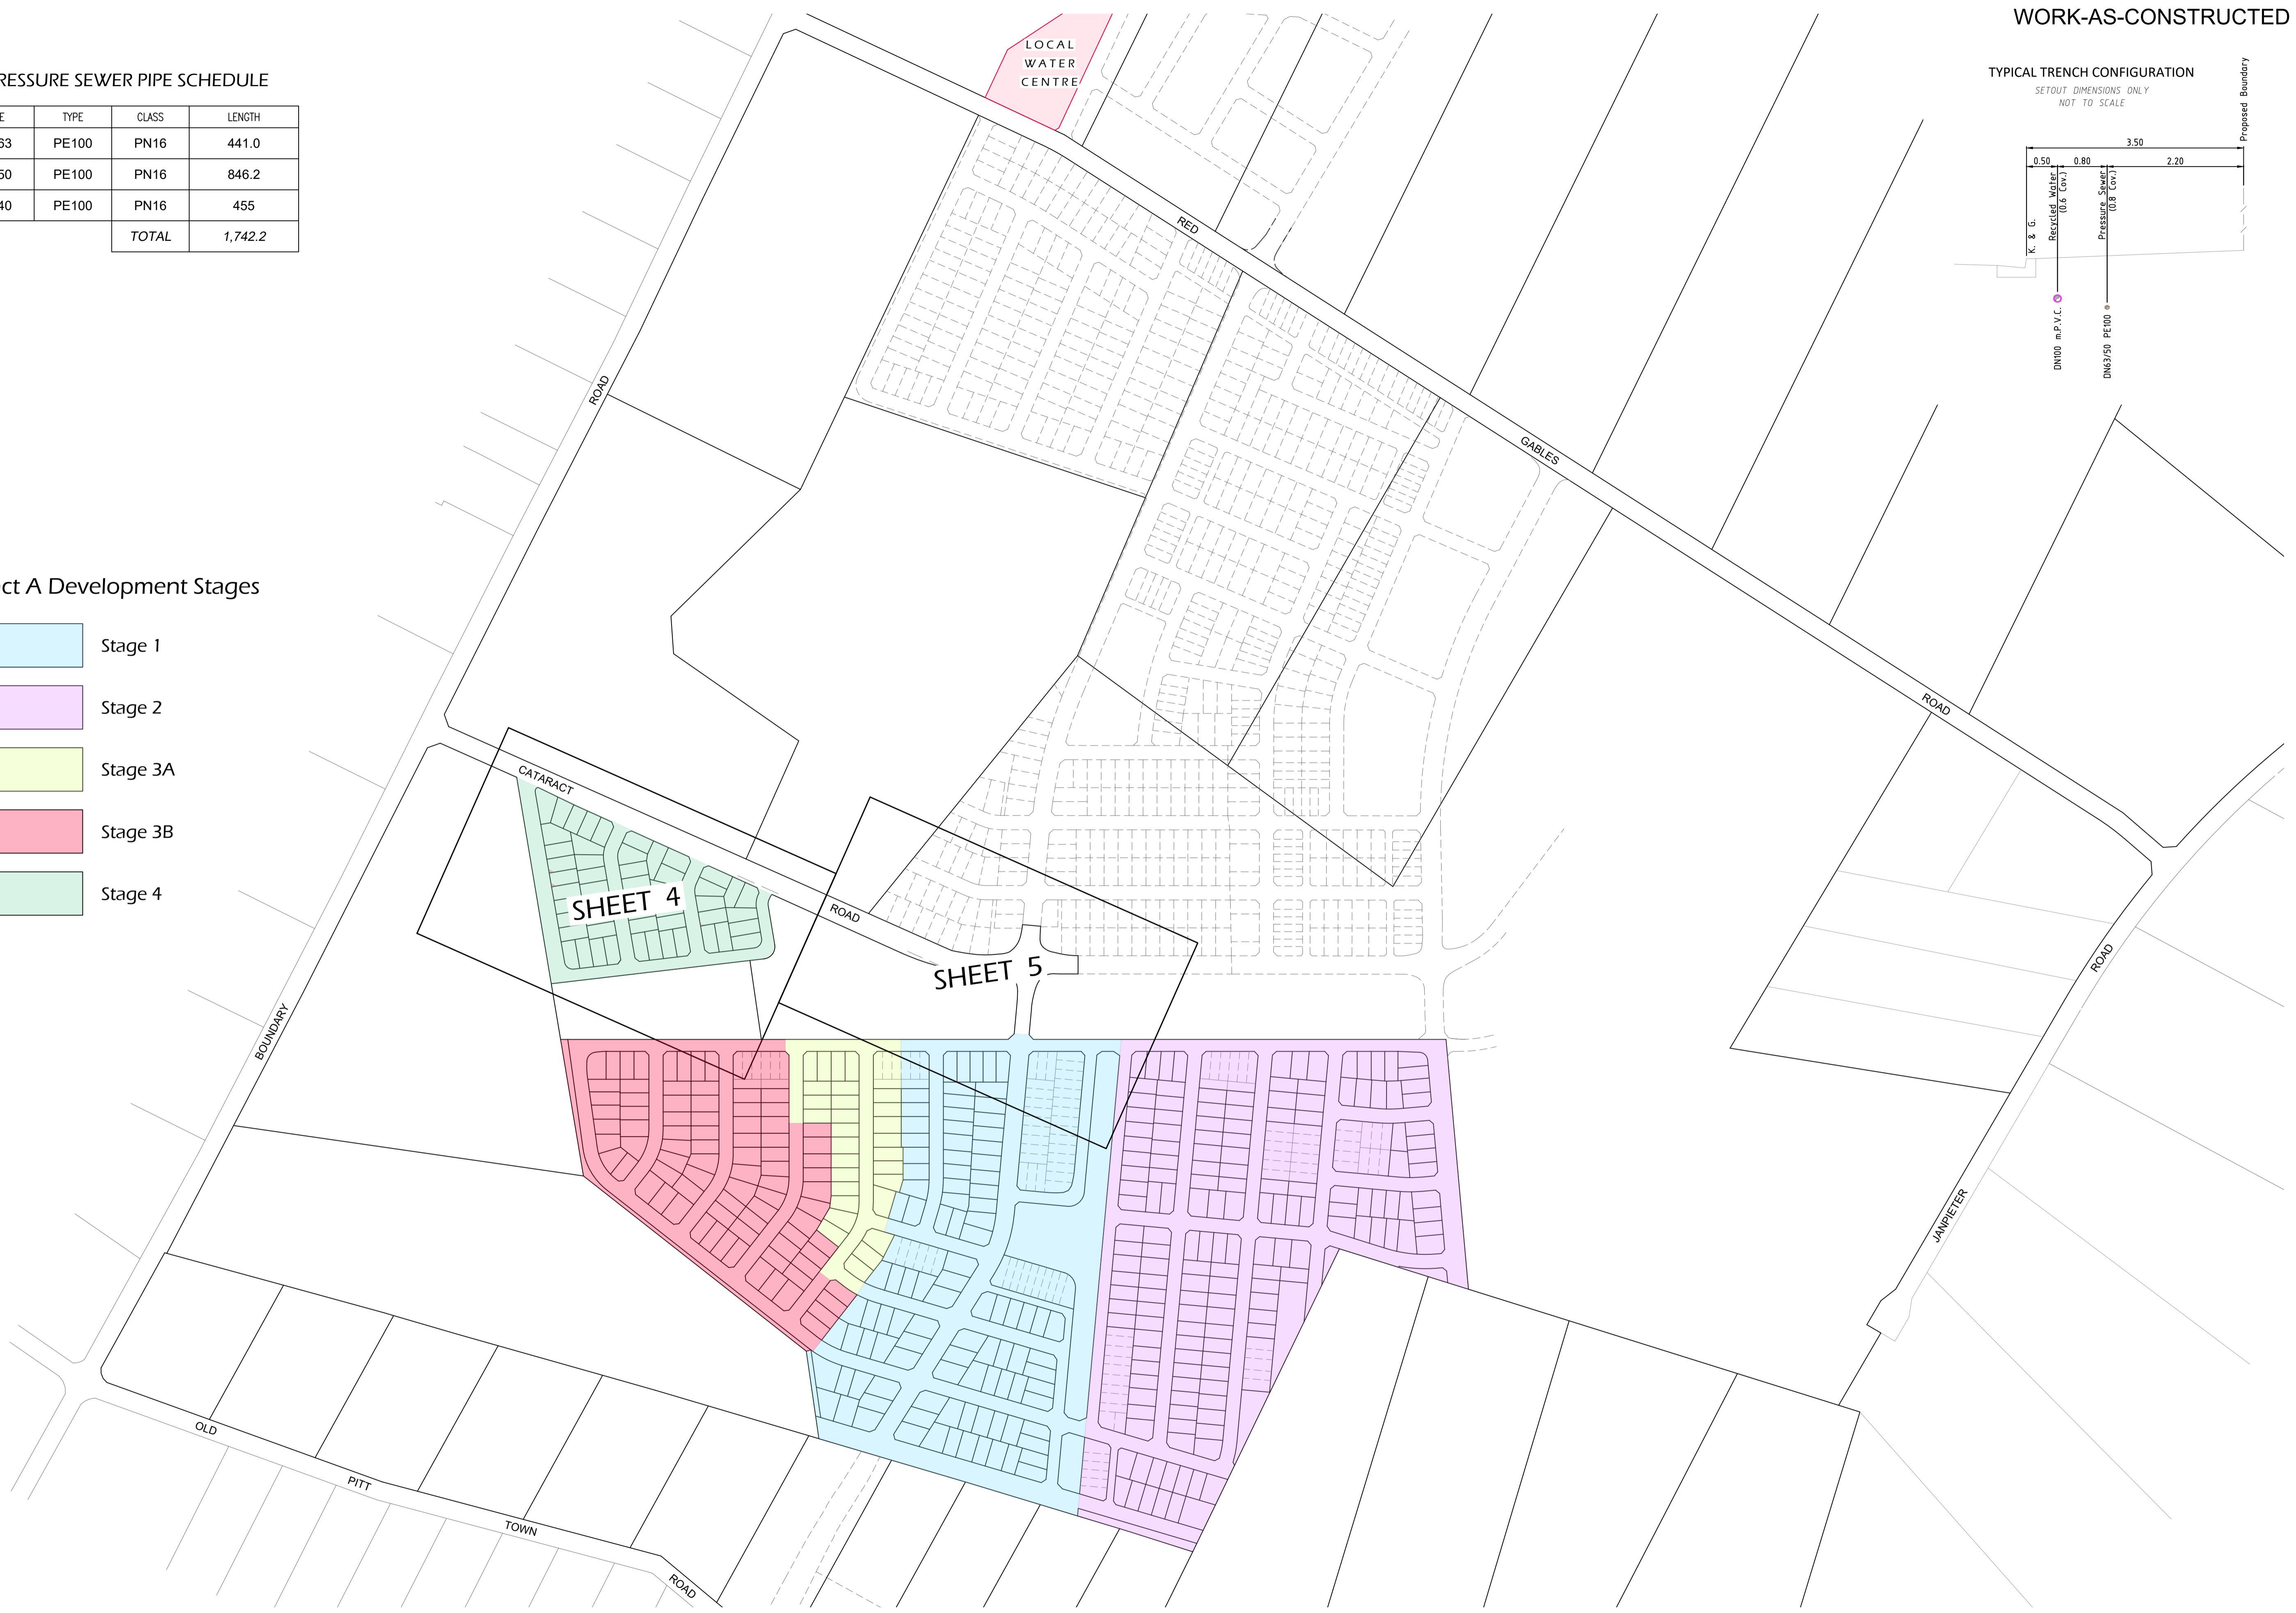 WORK-AS-CONSTRUCTED
RESSURE SEWER PIPE SCHEDULE
E TYPE CLASS LENGTH
63 PE100 PN16 441.0
50 PE100 PN16 846.2
40 PE100 PN16 455
TOTAL 1,742.2
ct A Development Stages
Stage 1
Stage 2
Stage 3A
Stage 3B
Stage 4
LOCAL
WATER
CENTRE
TYPICAL TRENCH CONFIGURATION
SETOUT DIMENSIONS ONLY
NOT TO SCALE
Proposed Boundary
3.50
0.50 0.80 2.20
K. & G.
Recycled Water
(0.6 Cov.)
Pressure Sewer
(0.8 Cov.)
DN100 m.P.V.C.
DN63/50 PE100
RED
GABLES
ROAD
ROAD
BOUNDARY
CATARACT
ROAD
SHEET 4
SHEET 5
ROAD
JANPIETER
OLD
PITT
TOWN
ROAD